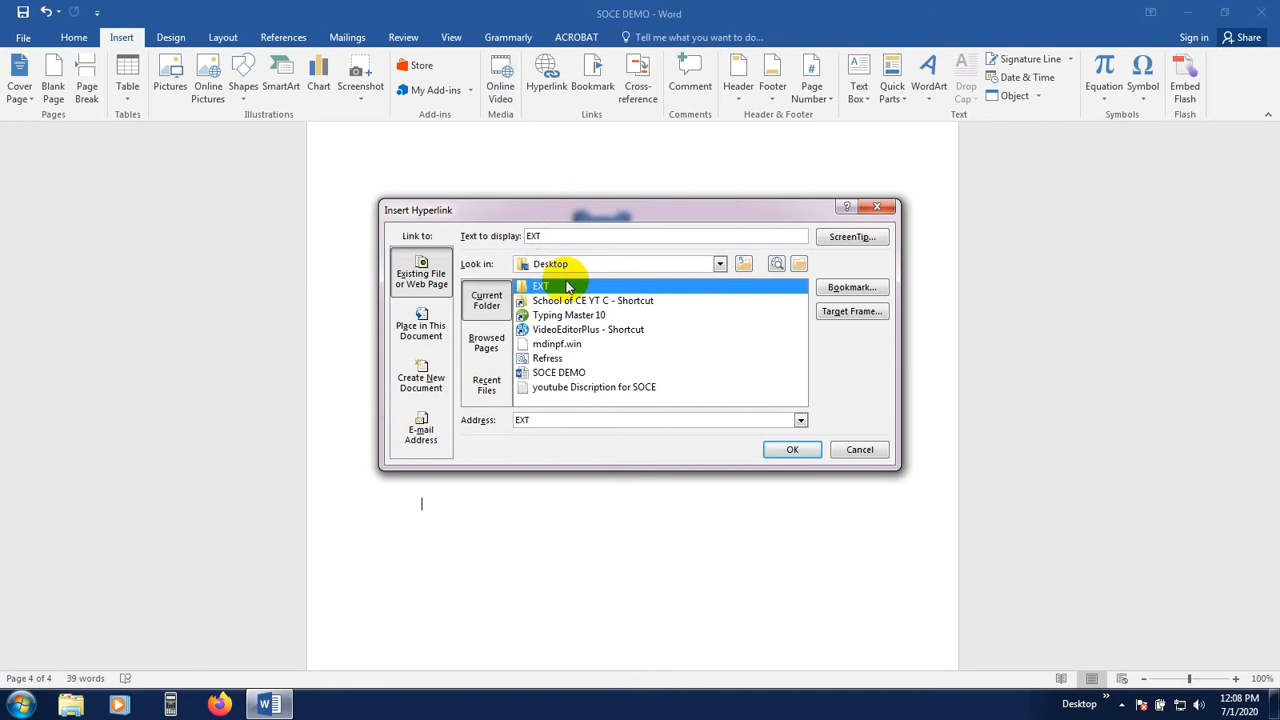 SOCE DEMO - Word
File Home Insert Design Layout References Mailings Review View Grammarly ACROBAT Tell me what you want to do... Sign in Share
Cover Page
Blank Page
Page Break
Table
Pictures
Online Pictures
Shapes
SmartArt
Chart
Screenshot
Store
My Add-ins
Online Video
Hyperlink
Bookmark
Cross-reference
Comment
Header
Footer
Page Number
Text Box
Quick Parts
WordArt
Drop Cap
Signature Line
Date & Time
Object
Equation
Symbol
Embed Flash
Pages Tables Illustrations Add-ins Media Links Comments Header & Footer Text Symbols Flash
Insert Hyperlink
Link to:
Text to display: EXT
ScreenTip...
Existing File or Web Page
Place in This Document
Create New Document
E-mail Address
Look in: Desktop
Current Folder
Browsed Pages
Recent Files
EXT
School of CE YT C - Shortcut
Typing Master 10
VideoEditorPlus - Shortcut
mdinpf.win
Refress
SOCE DEMO
youtube Discription for SOCE
Bookmark...
Target Frame...
Address: EXT
OK Cancel
Page 4 of 4 39 words 100%
Desktop
12:08 PM
7/1/2020